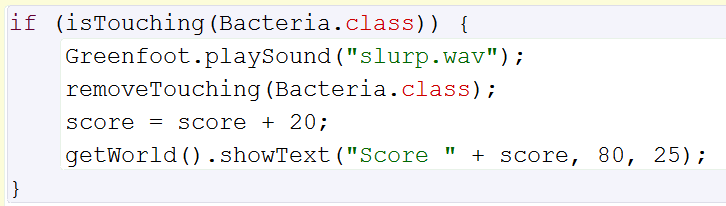 if (isTouching(Bacteria.class)) {
Greenfoot.playSound("slurp.wav");
removeTouching(Bacteria.class);
score = score + 20;
getWorld().showText("Score " + score, 80, 25);
}